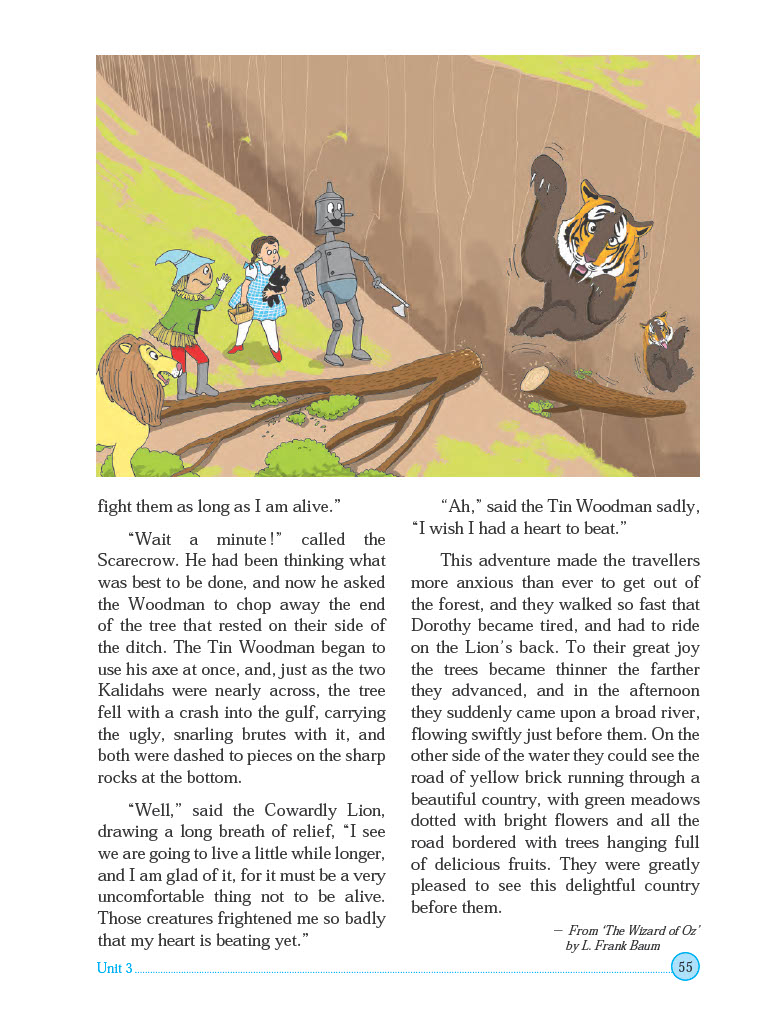 fight them as long as I am alive.”
“Wait a minute!” called the
Scarecrow. He had been thinking what
was best to be done, and now he asked
the Woodman to chop away the end
of the tree that rested on their side of
the ditch. The Tin Woodman began to
use his axe at once, and, just as the two
Kalidahs were nearly across, the tree
fell with a crash into the gulf, carrying
the ugly, snarling brutes with it, and
both were dashed to pieces on the sharp
rocks at the bottom.
“Well,” said the Cowardly Lion,
drawing a long breath of relief, “I see
we are going to live a little while longer,
and I am glad of it, for it must be a very
uncomfortable thing not to be alive.
Those creatures frightened me so badly
that my heart is beating yet.”
“Ah,” said the Tin Woodman sadly,
“I wish I had a heart to beat.”
This adventure made the travellers
more anxious than ever to get out of
the forest, and they walked so fast that
Dorothy became tired, and had to ride
on the Lion’s back. To their great joy
the trees became thinner the farther
they advanced, and in the afternoon
they suddenly came upon a broad river,
flowing swiftly just before them. On the
other side of the water they could see the
road of yellow brick running through a
beautiful country, with green meadows
dotted with bright flowers and all the
road bordered with trees hanging full
of delicious fruits. They were greatly
pleased to see this delightful country
before them.
— From ‘The Wizard of Oz’
by L. Frank Baum
Unit 3
55